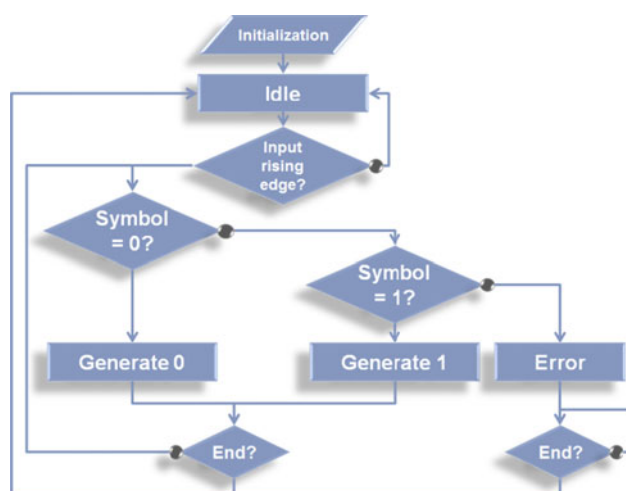 Initialization
Idle
Input
rising
edge?
Symbol
= 0?
Symbol
= 1?
Generate 0
Generate 1
Error
End?
End?